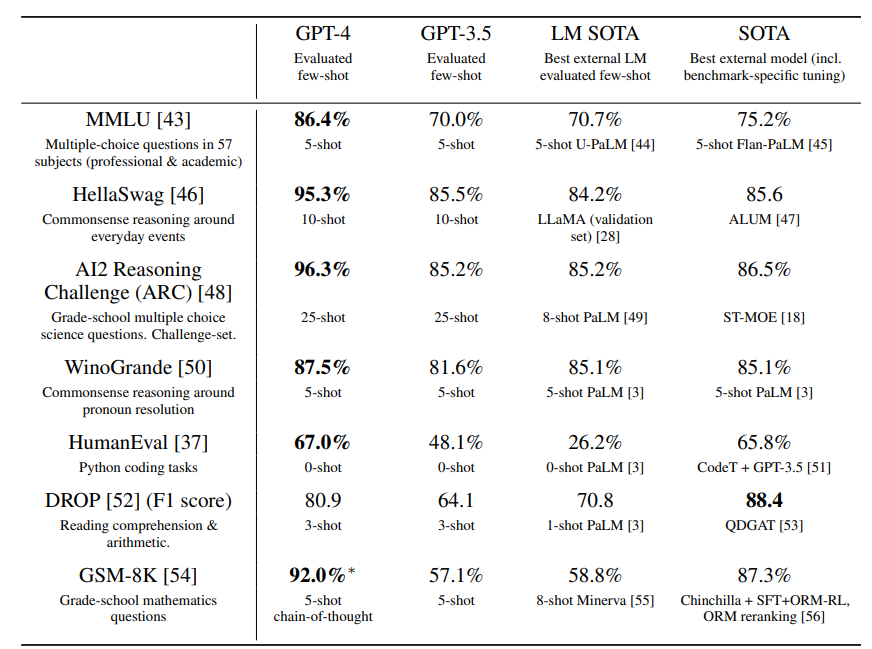 GPT-4 GPT-3.5 LM SOTA SOTA
Evaluated Evaluated Best external LM Best external model (incl.
few-shot few-shot evaluated few-shot benchmark-specific tuning)
MMLU [43] 86.4% 70.0% 70.7% 75.2%
Multiple-choice questions in 57 5-shot 5-shot 5-shot U-PaLM [44] 5-shot Flan-PaLM [45]
subjects (professional & academic)
HellaSwag [46] 95.3% 85.5% 84.2% 85.6
Commonsense reasoning around 10-shot 10-shot LLaMA (validation ALUM [47]
everyday events set) [28]
AI2 Reasoning 96.3% 85.2% 85.2% 86.5%
Challenge (ARC) [48]
Grade-school multiple choice 25-shot 25-shot 8-shot PaLM [49] ST-MOE [18]
science questions. Challenge-set.
WinoGrande [50] 87.5% 81.6% 85.1% 85.1%
Commonsense reasoning around 5-shot 5-shot 5-shot PaLM [3] 5-shot PaLM [3]
pronoun resolution
HumanEval [37] 67.0% 48.1% 26.2% 65.8%
Python coding tasks 0-shot 0-shot 0-shot PaLM [3] CodeT + GPT-3.5 [51]
DROP [52] (F1 score) 80.9 64.1 70.8 88.4
Reading comprehension & 3-shot 3-shot 1-shot PaLM [3] QDGAT [53]
arithmetic.
GSM-8K [54] 92.0%* 57.1% 58.8% 87.3%
Grade-school mathematics 5-shot 5-shot 8-shot Minerva [55] Chinchilla + SFT+ORM-RL,
questions chain-of-thought ORM reranking [56]